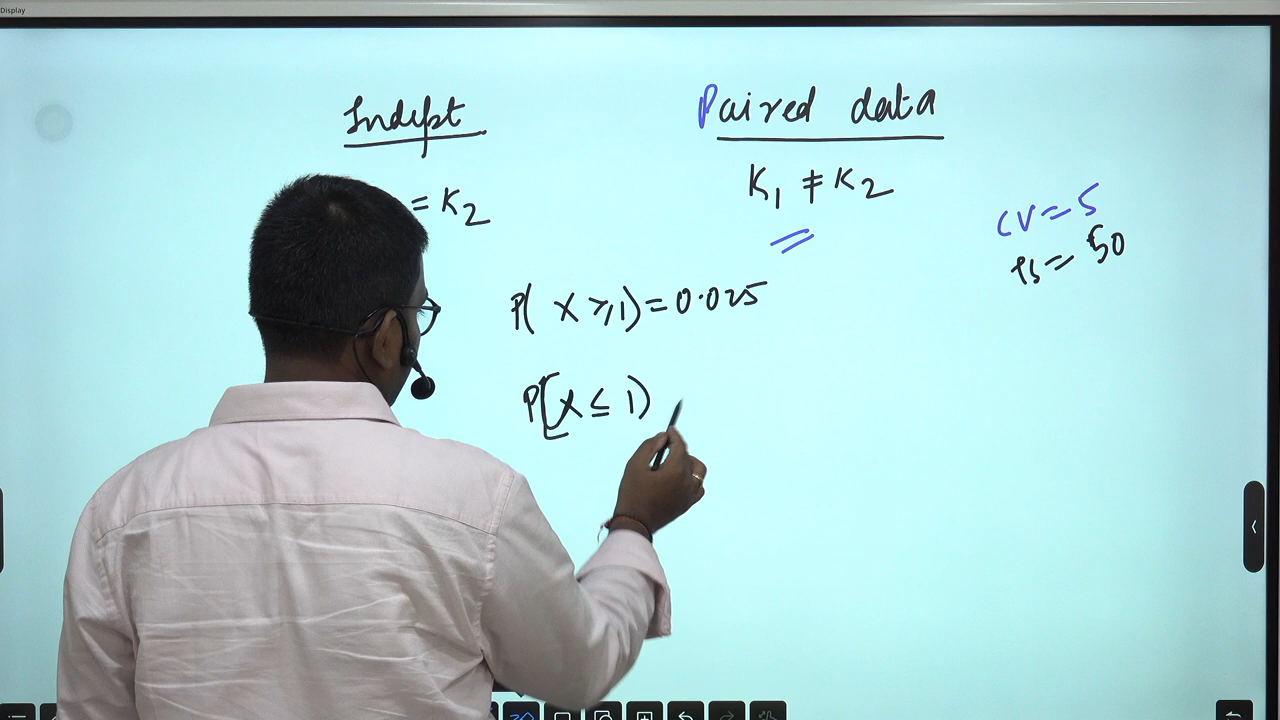 Display
Indept
Paired data
= K2
K1 ≠ K2
CV = 5
TS = 50
P( X ≥ 1) = 0.025
P[X ≤ 1)